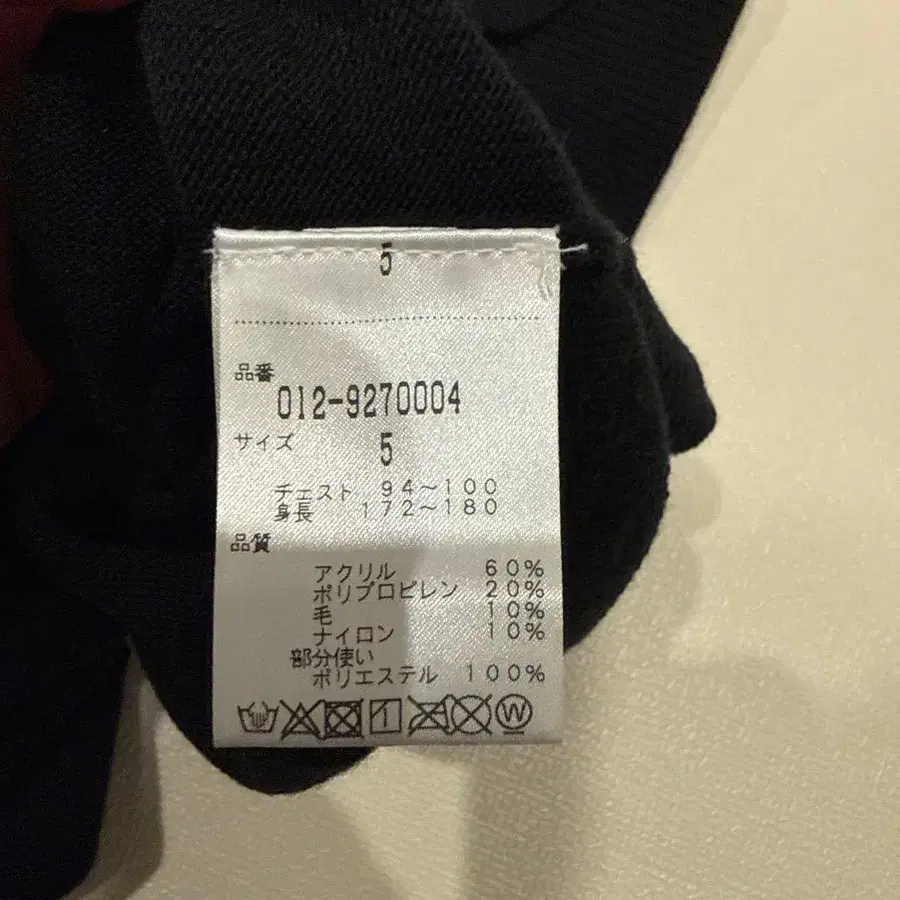 5
品番
012-9270004
サイズ 5
チェスト 94～100
身長 172～180
品質
アクリル 60%
ポリプロピレン 20%
毛 10%
ナイロン 10%
部分使い
ポリエステル 100%
W